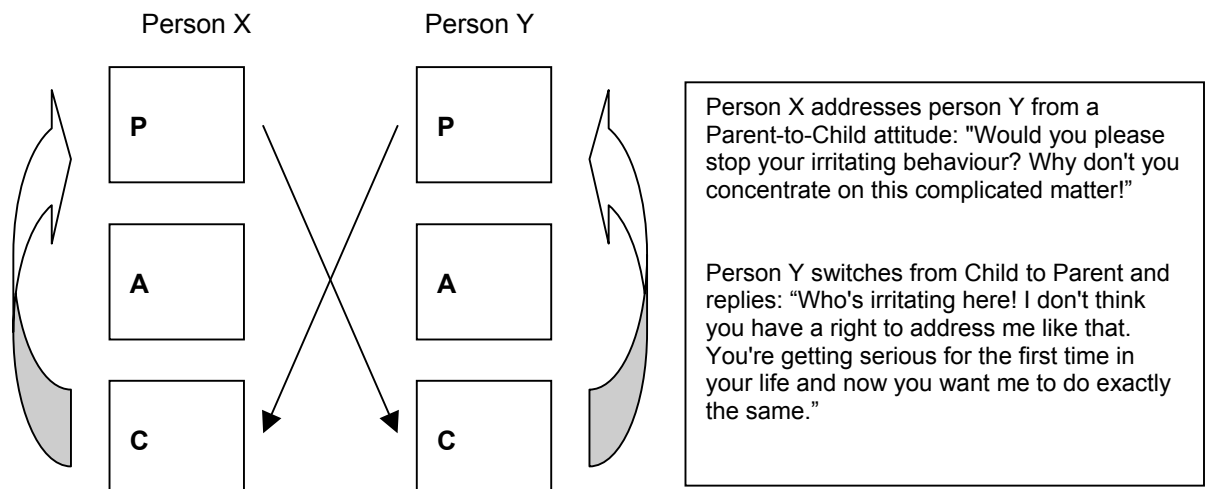 Person X
Person Y
P
P
A
A
C
C
Person X addresses person Y from a
Parent-to-Child attitude: "Would you please
stop your irritating behaviour? Why don't you
concentrate on this complicated matter!”
Person Y switches from Child to Parent and
replies: “Who's irritating here! I don't think
you have a right to address me like that.
You're getting serious for the first time in
your life and now you want me to do exactly
the same.”